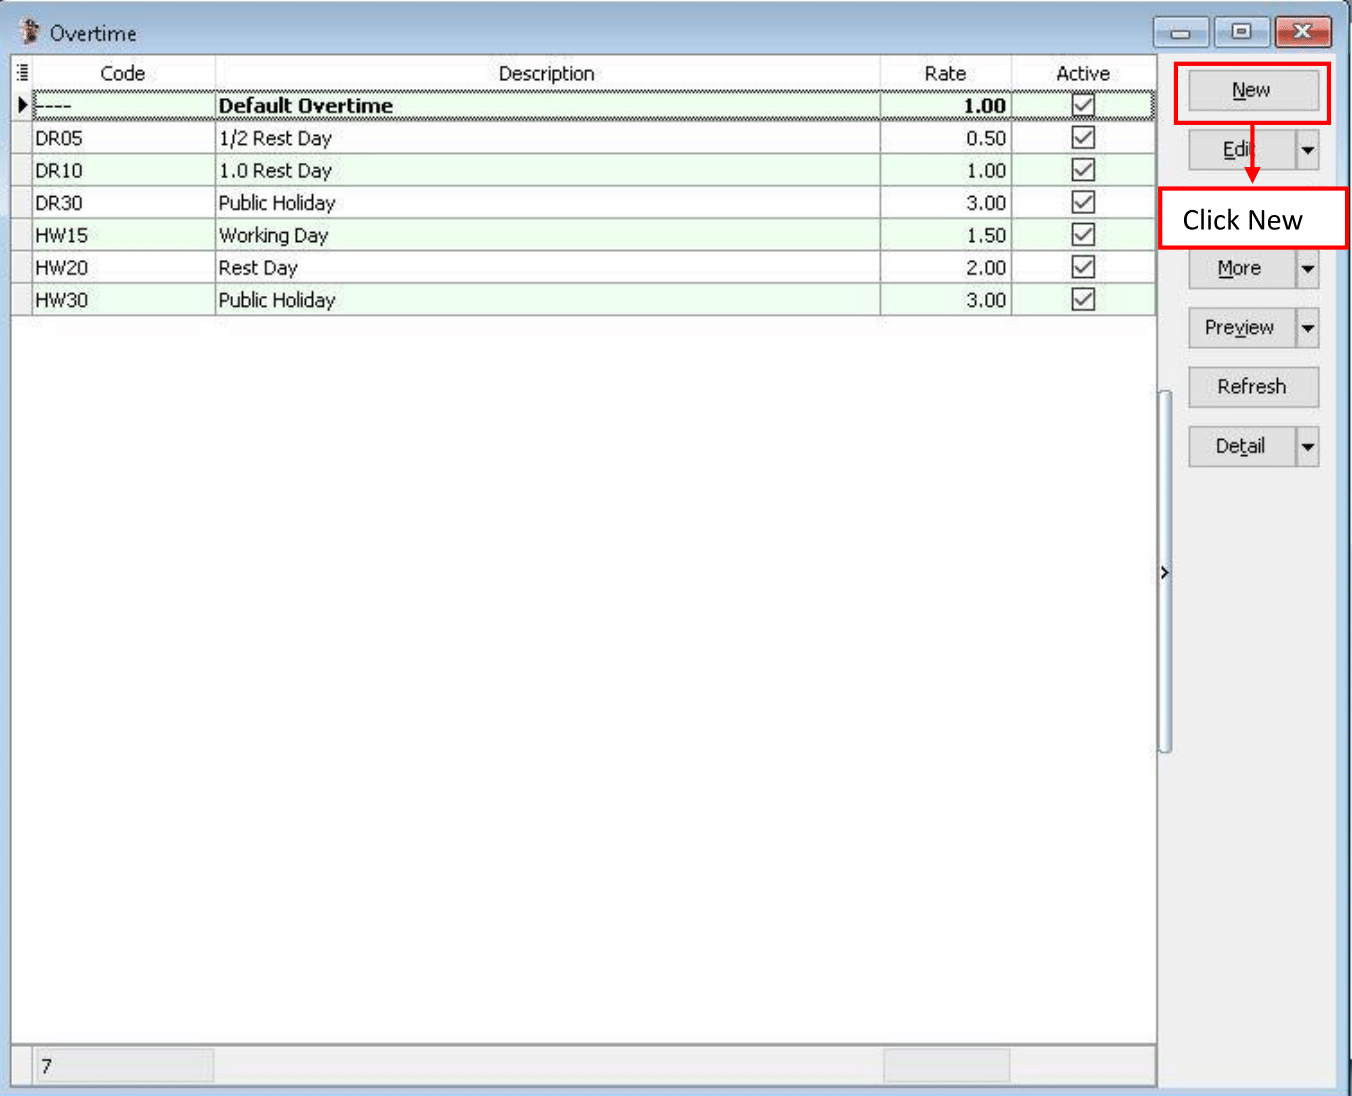 Overtime
Code Description Rate Active
---- Default Overtime 1.00
DR05 1/2 Rest Day 0.50
DR10 1.0 Rest Day 1.00
DR30 Public Holiday 3.00
HW15 Working Day 1.50
HW20 Rest Day 2.00
HW30 Public Holiday 3.00
7
New
Edit
Click New
More
Preview
Refresh
Detail